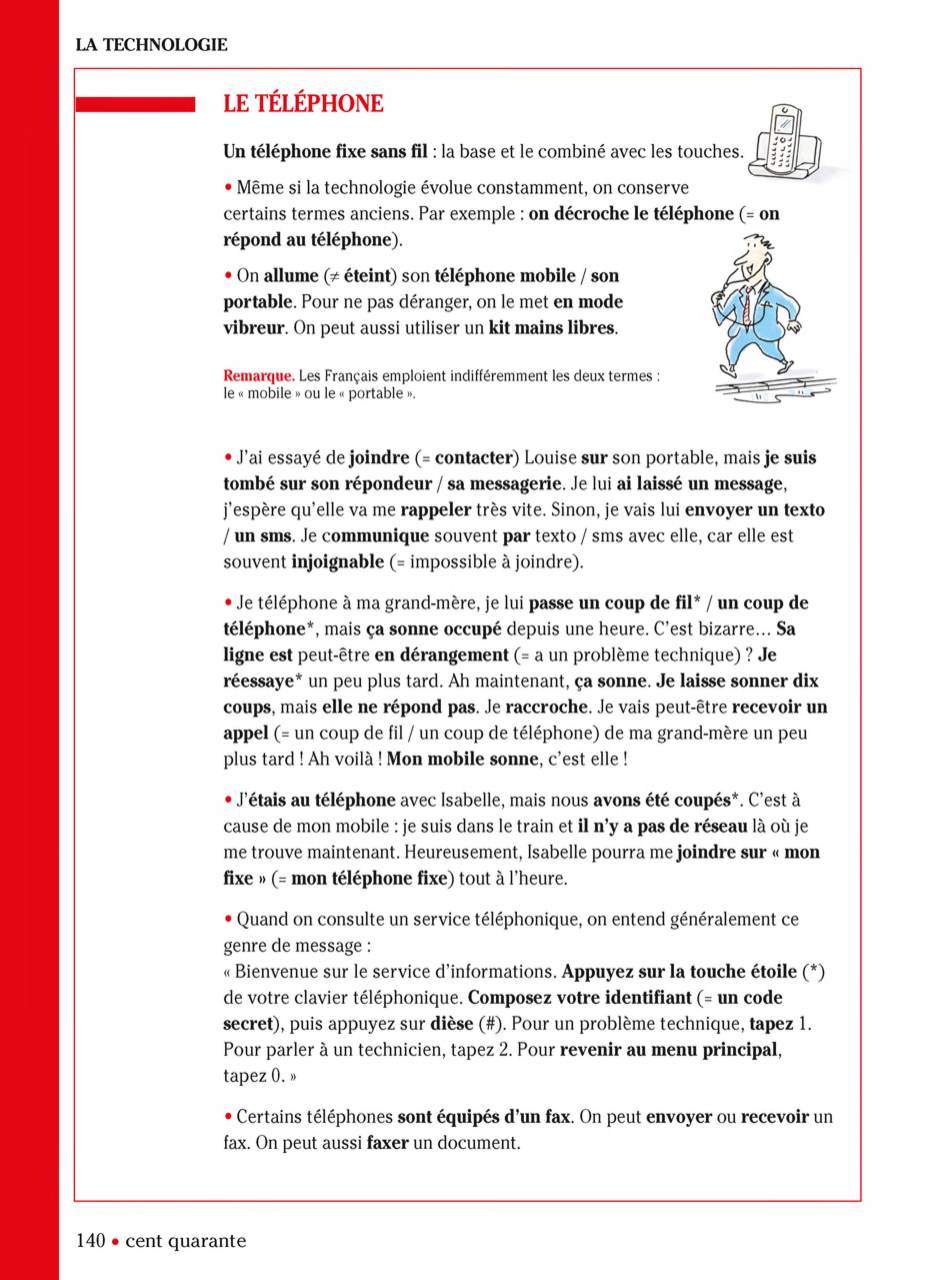 LA TECHNOLOGIE
LE TÉLÉPHONE
Un téléphone fixe sans fil : la base et le combiné avec les touches.
• Même si la technologie évolue constamment, on conserve
certains termes anciens. Par exemple : on décroche le téléphone (= on
répond au téléphone).
• On allume (≠ éteint) son téléphone mobile / son
portable. Pour ne pas déranger, on le met en mode
vibreur. On peut aussi utiliser un kit mains libres.
Remarque. Les Français emploient indifféremment les deux termes :
le « mobile » ou le « portable ».
• J'ai essayé de joindre (= contacter) Louise sur son portable, mais je suis
tombé sur son répondeur / sa messagerie. Je lui ai laissé un message,
j'espère qu'elle va me rappeler très vite. Sinon, je vais lui envoyer un texto
/ un sms. Je communique souvent par texto / sms avec elle, car elle est
souvent injoignable (= impossible à joindre).
• Je téléphone à ma grand-mère, je lui passe un coup de fil* / un coup de
téléphone*, mais ça sonne occupé depuis une heure. C'est bizarre… Sa
ligne est peut-être en dérangement (= a un problème technique) ? Je
réessaye* un peu plus tard. Ah maintenant, ça sonne. Je laisse sonner dix
coups, mais elle ne répond pas. Je raccroche. Je vais peut-être recevoir un
appel (= un coup de fil / un coup de téléphone) de ma grand-mère un peu
plus tard ! Ah voilà ! Mon mobile sonne, c'est elle !
• J'étais au téléphone avec Isabelle, mais nous avons été coupés*. C'est à
cause de mon mobile : je suis dans le train et il n'y a pas de réseau là où je
me trouve maintenant. Heureusement, Isabelle pourra me joindre sur « mon
fixe » (= mon téléphone fixe) tout à l'heure.
• Quand on consulte un service téléphonique, on entend généralement ce
genre de message :
« Bienvenue sur le service d'informations. Appuyez sur la touche étoile (*)
de votre clavier téléphonique. Composez votre identifiant (= un code
secret), puis appuyez sur dièse (#). Pour un problème technique, tapez 1.
Pour parler à un technicien, tapez 2. Pour revenir au menu principal,
tapez 0. »
• Certains téléphones sont équipés d'un fax. On peut envoyer ou recevoir un
fax. On peut aussi faxer un document.
140 • cent quarante